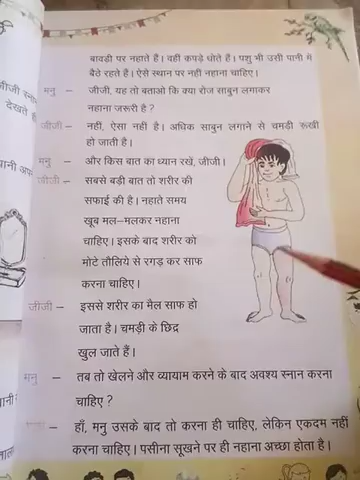 बावड़ी पर नहाते हैं। वहीं कपड़े धोते हैं। पशु भी उसी पानी में
बैठे रहते हैं। ऐसे स्थान पर नहीं नहाना चाहिए।
मनु – जीजी, यह तो बताओ कि क्या रोज साबुन लगाकर
नहाना जरूरी है ?
जीजी – नहीं, ऐसा नहीं है। अधिक साबुन लगाने से चमड़ी रूखी
हो जाती है।
मनु – और किस बात का ध्यान रखें, जीजी।
जीजी – सबसे बड़ी बात तो शरीर की
सफाई की है। नहाते समय
खूब मल–मलकर नहाना
चाहिए। इसके बाद शरीर को
मोटे तौलिये से रगड़ कर साफ
करना चाहिए।
जीजी – इससे शरीर का मैल साफ हो
जाता है। चमड़ी के छिद्र
खुल जाते हैं।
मनु – तब तो खेलने और व्यायाम करने के बाद अवश्य स्नान करना
चाहिए ?
हाँ, मनु उसके बाद तो करना ही चाहिए, लेकिन एकदम नहीं
करना चाहिए। पसीना सूखने पर ही नहाना अच्छा होता है।